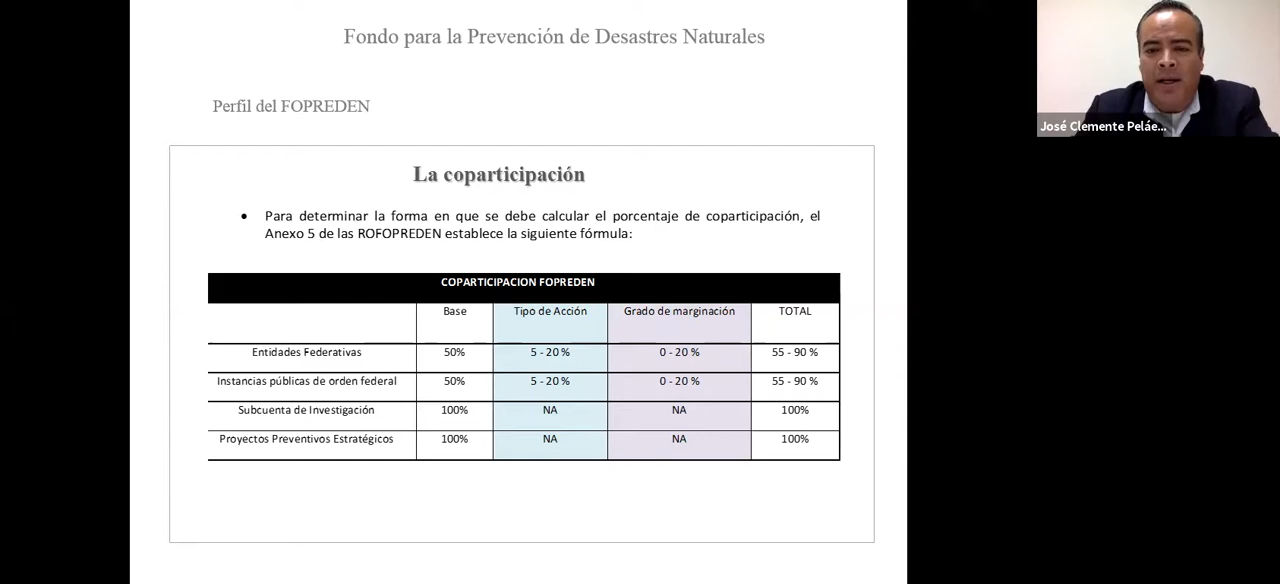 Fondo para la Prevención de Desastres Naturales
Perfil del FOPREDEN
La coparticipación
• Para determinar la forma en que se debe calcular el porcentaje de coparticipación, el
Anexo 5 de las ROFOPREDEN establece la siguiente fórmula:
COPARTICIPACION FOPREDEN
Base Tipo de Acción Grado de marginación TOTAL
Entidades Federativas 50% 5 - 20 % 0 - 20 % 55 - 90 %
Instancias públicas de orden federal 50% 5 - 20 % 0 - 20 % 55 - 90 %
Subcuenta de Investigación 100% NA NA 100%
Proyectos Preventivos Estratégicos 100% NA NA 100%
José Clemente Peláe...